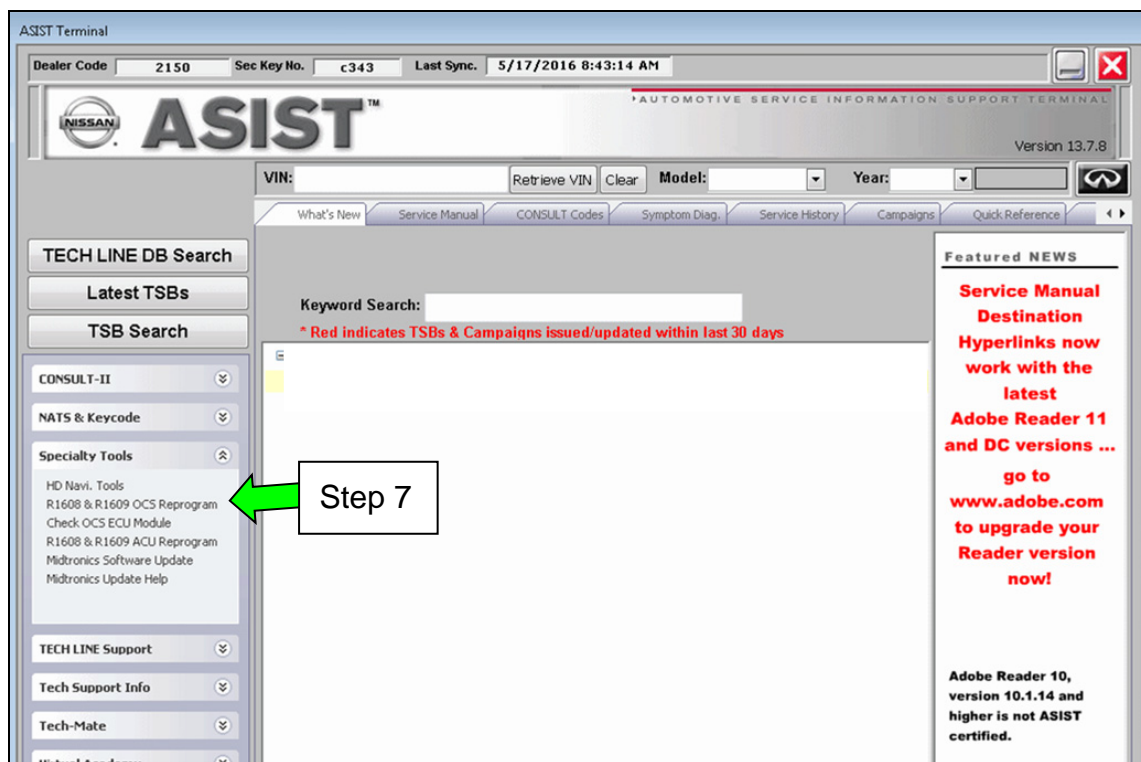 ASIST Terminal
Dealer Code 2150 Sec Key No. c343 Last Sync. 5/17/2016 8:43:14 AM
NISSAN ASIST™
AUTOMOTIVE SERVICE INFORMATION SUPPORT TERMINAL
Version 13.7.8
VIN: Retrieve VIN Clear Model: Year:
What's New Service Manual CONSULT Codes Symptom Diag. Service History Campaigns Quick Reference
TECH LINE DB Search
Latest TSBs
TSB Search
CONSULT-II
NATS & Keycode
Specialty Tools
HD Navi. Tools
R1608 & R1609 OCS Reprogram
Check OCS ECU Module
R1608 & R1609 ACU Reprogram
Midtronics Software Update
Midtronics Update Help
TECH LINE Support
Tech Support Info
Tech-Mate
Keyword Search:
* Red indicates TSBs & Campaigns issued/updated within last 30 days
Step 7
Featured NEWS
Service Manual
Destination
Hyperlinks now
work with the
latest
Adobe Reader 11
and DC versions ...
go to
www.adobe.com
to upgrade your
Reader version
now!
Adobe Reader 10,
version 10.1.14 and
higher is not ASIST
certified.